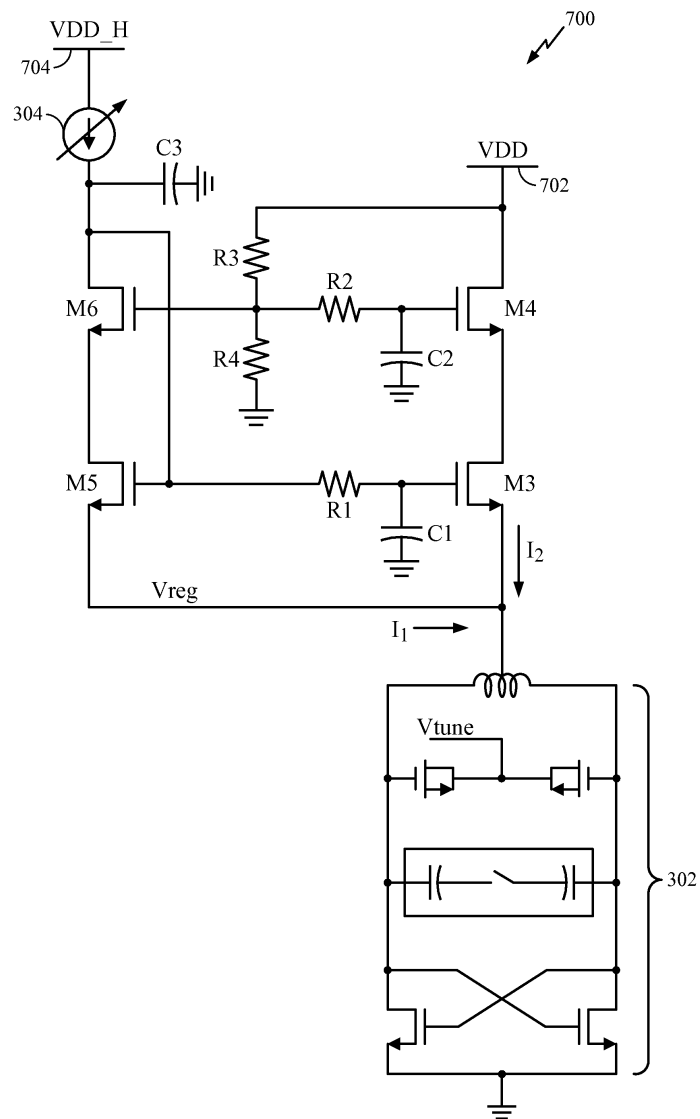 700
VDD_H
704
304
C3
VDD
702
R3
R2
M6
M4
R4
C2
M5
M3
R1
C1
I2
Vreg
I1
Vtune
302